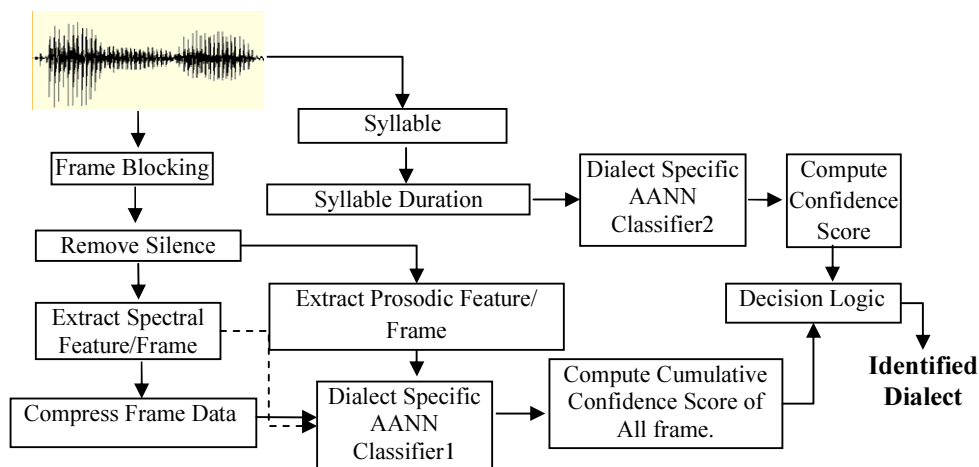 Syllable
Frame Blocking
Syllable Duration
Dialect Specific
AANN
Classifier2
Compute
Confidence
Score
Remove Silence
Extract Spectral
Feature/Frame
Extract Prosodic Feature/
Frame
Decision Logic
Identified
Dialect
Compress Frame Data
Dialect Specific
AANN
Classifier1
Compute Cumulative
Confidence Score of
All frame.